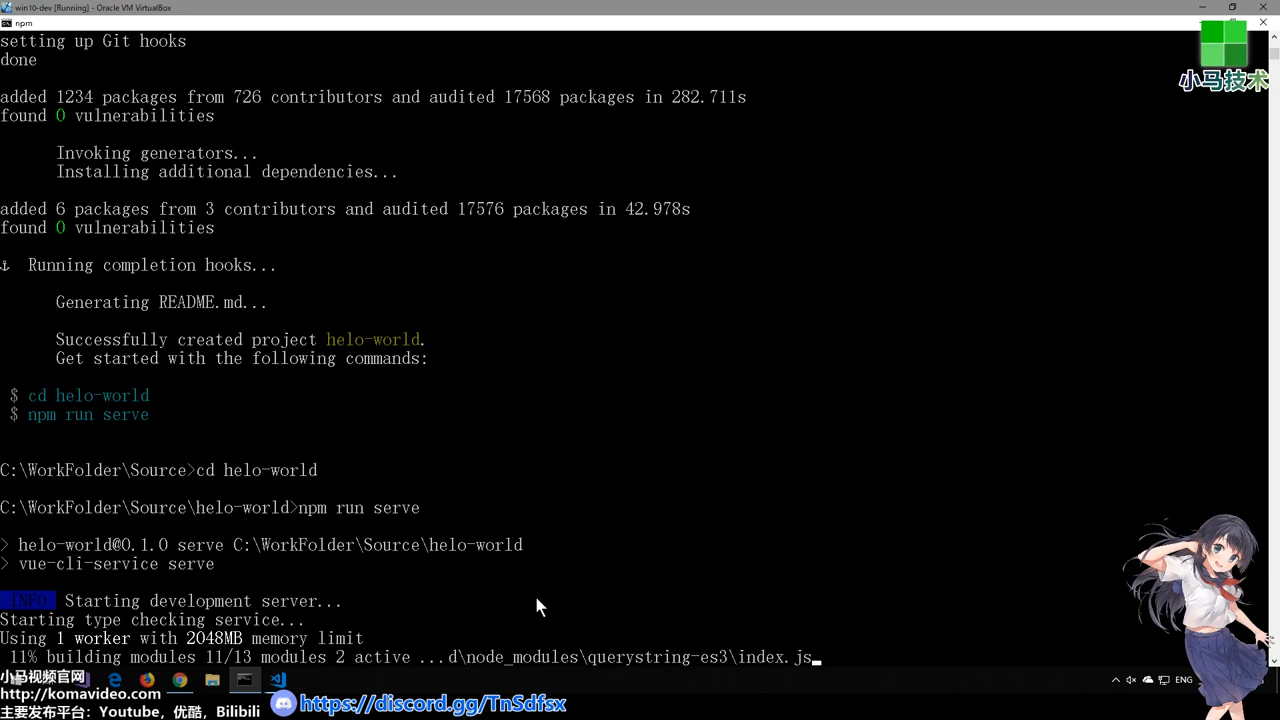 win10-dev [Running] - Oracle VM VirtualBox
npm
小马技术
setting up Git hooks
done
added 1234 packages from 726 contributors and audited 17568 packages in 282.711s
found 0 vulnerabilities
Invoking generators...
Installing additional dependencies...
added 6 packages from 3 contributors and audited 17576 packages in 42.978s
found 0 vulnerabilities
⚓  Running completion hooks...
Generating README.md...
Successfully created project helo-world.
Get started with the following commands:
$ cd helo-world
$ npm run serve
C:\WorkFolder\Source>cd helo-world
C:\WorkFolder\Source\helo-world>npm run serve
> helo-world@0.1.0 serve C:\WorkFolder\Source\helo-world
> vue-cli-service serve
INFO  Starting development server...
Starting type checking service...
Using 1 worker with 2048MB memory limit
11% building modules 11/13 modules 2 active ...d\node_modules\querystring-es3\index.js
小马视频官网
http://komavideo.com
主要发布平台：Youtube，优酷，Bilibili
https://discord.gg/TnSdfsx
ENG